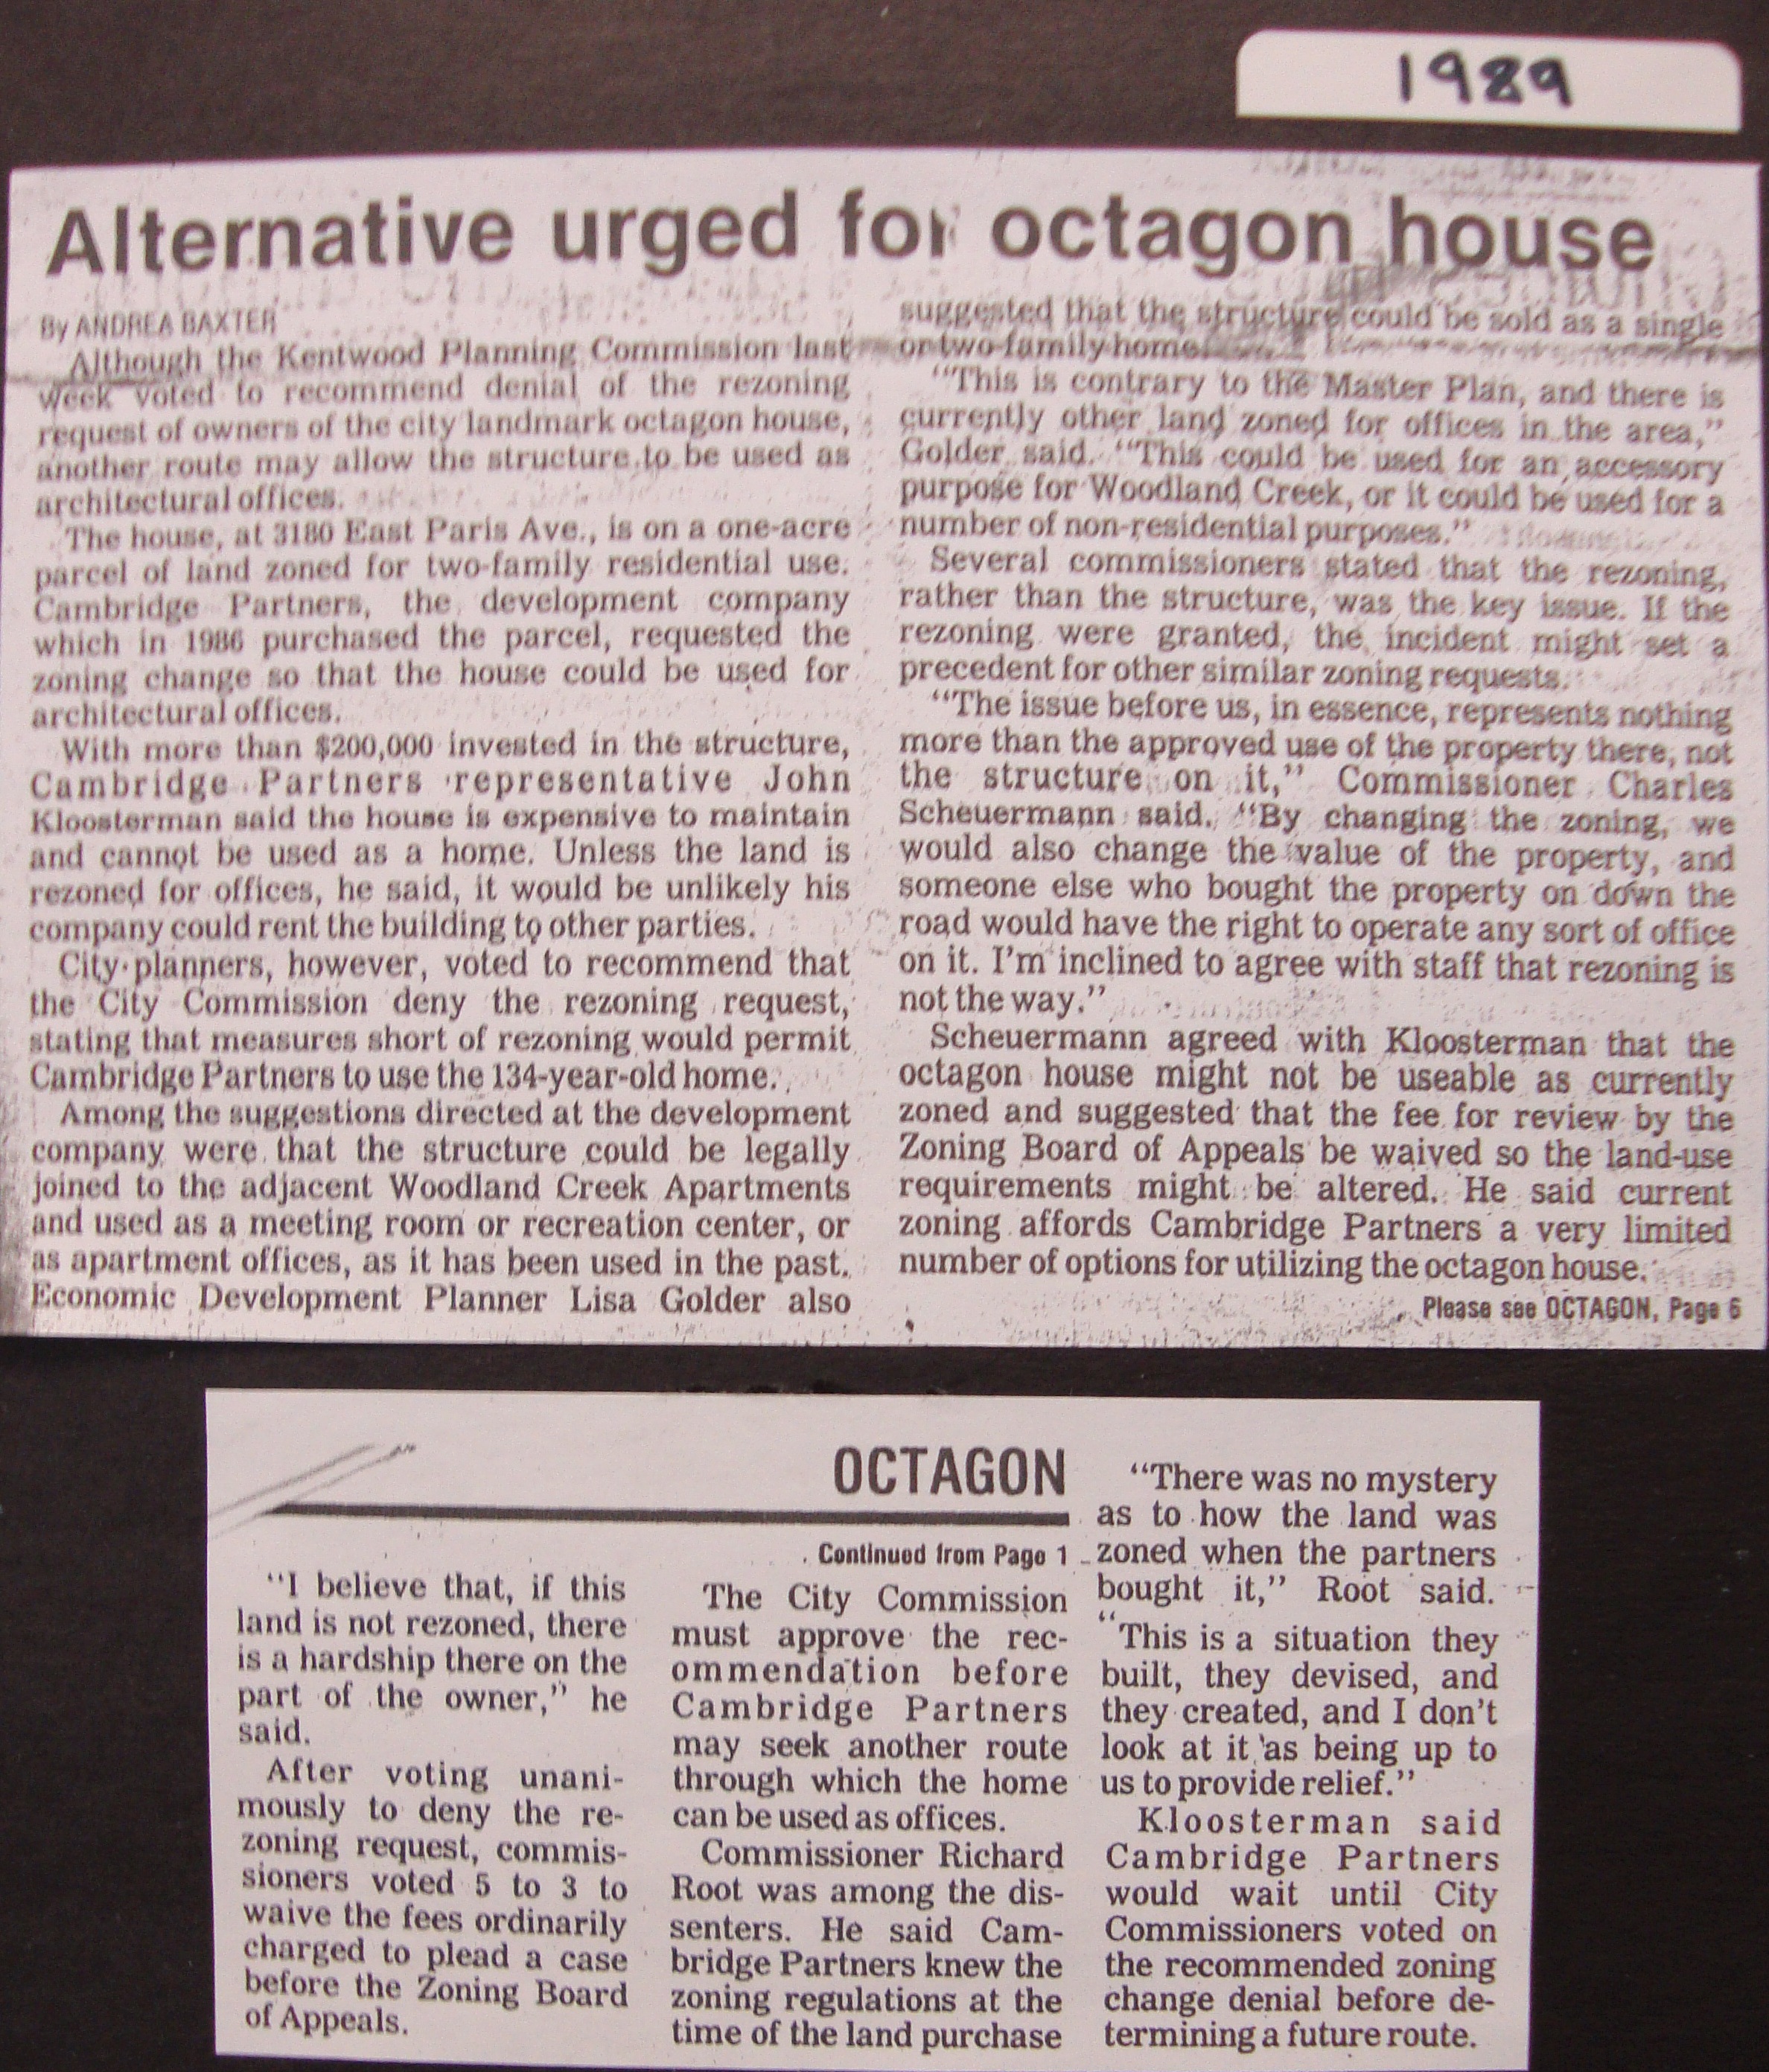 1989
Alternative urged for octagon house
By ANDREA BAXTER
Although the Kentwood Planning Commission last
week voted to recommend denial of the rezoning
request of owners of the city landmark octagon house,
another route may allow the structure to be used as
architectural offices.
The house, at 3180 East Paris Ave., is on a one-acre
parcel of land zoned for two-family residential use.
Cambridge Partners, the development company
which in 1986 purchased the parcel, requested the
zoning change so that the house could be used for
architectural offices.
With more than $200,000 invested in the structure,
Cambridge Partners representative John
Kloosterman said the house is expensive to maintain
and cannot be used as a home. Unless the land is
rezoned for offices, he said, it would be unlikely his
company could rent the building to other parties.
City planners, however, voted to recommend that
the City Commission deny the rezoning request,
stating that measures short of rezoning would permit
Cambridge Partners to use the 134-year-old home.
Among the suggestions directed at the development
company were that the structure could be legally
joined to the adjacent Woodland Creek Apartments
and used as a meeting room or recreation center, or
as apartment offices, as it has been used in the past.
Economic Development Planner Lisa Golder also
suggested that the structure could be sold as a single
or two-family home.
"This is contrary to the Master Plan, and there is
currently other land zoned for offices in the area,"
Golder said. "This could be used for an accessory
purpose for Woodland Creek, or it could be used for a
number of non-residential purposes."
Several commissioners stated that the rezoning,
rather than the structure, was the key issue. If the
rezoning were granted, the incident might set a
precedent for other similar zoning requests.
"The issue before us, in essence, represents nothing
more than the approved use of the property there, not
the structure on it," Commissioner Charles
Scheuermann said. "By changing the zoning, we
would also change the value of the property, and
someone else who bought the property on down the
road would have the right to operate any sort of office
on it. I'm inclined to agree with staff that rezoning is
not the way."
Scheuermann agreed with Kloosterman that the
octagon house might not be useable as currently
zoned and suggested that the fee for review by the
Zoning Board of Appeals be waived so the land-use
requirements might be altered. He said current
zoning affords Cambridge Partners a very limited
number of options for utilizing the octagon house.
Please see OCTAGON, Page 6
OCTAGON
Continued from Page 1
"I believe that, if this
land is not rezoned, there
is a hardship there on the
part of the owner," he
said.
After voting unani-
mously to deny the re-
zoning request, commis-
sioners voted 5 to 3 to
waive the fees ordinarily
charged to plead a case
before the Zoning Board
of Appeals.
The City Commission
must approve the rec-
ommendation before
Cambridge Partners
may seek another route
through which the home
can be used as offices.
Commissioner Richard
Root was among the dis-
senters. He said Cam-
bridge Partners knew the
zoning regulations at the
time of the land purchase
"There was no mystery
as to how the land was
zoned when the partners
bought it," Root said.
"This is a situation they
built, they devised, and
they created, and I don't
look at it as being up to
us to provide relief."
Kloosterman said
Cambridge Partners
would wait until City
Commissioners voted on
the recommended zoning
change denial before de-
termining a future route.